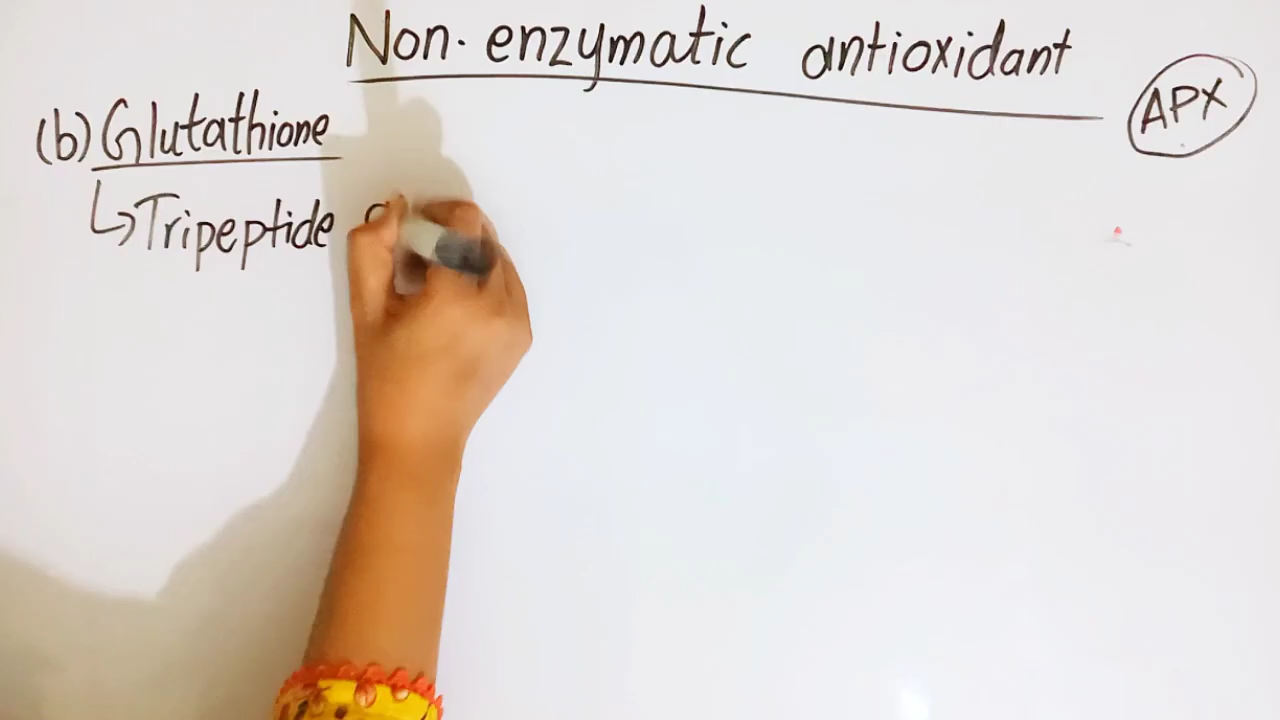 Non-enzymatic antioxidant
APX
(b) Glutathione
↳ Tripeptide